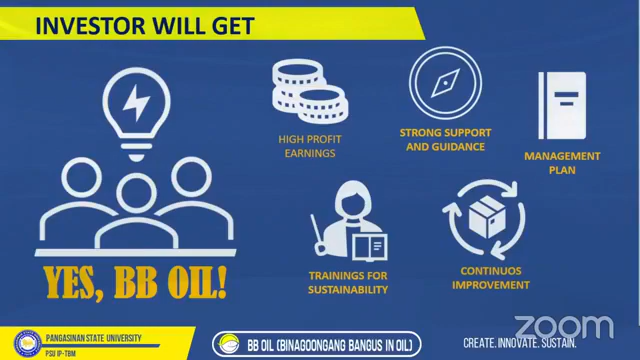 INVESTOR WILL GET
HIGH PROFIT
EARNINGS
STRONG SUPPORT
AND GUIDANCE
MANAGEMENT
PLAN
YES, BB OIL!
TRAININGS FOR
SUSTAINABILITY
CONTINUOS
IMPROVEMENT
PANGASINAN STATE UNIVERSITY
PSU IP-TBM
BB OIL (BINAGOONGANG BANGUS IN OIL)
CREATE. INNOVATE. SUSTAIN.
zoom